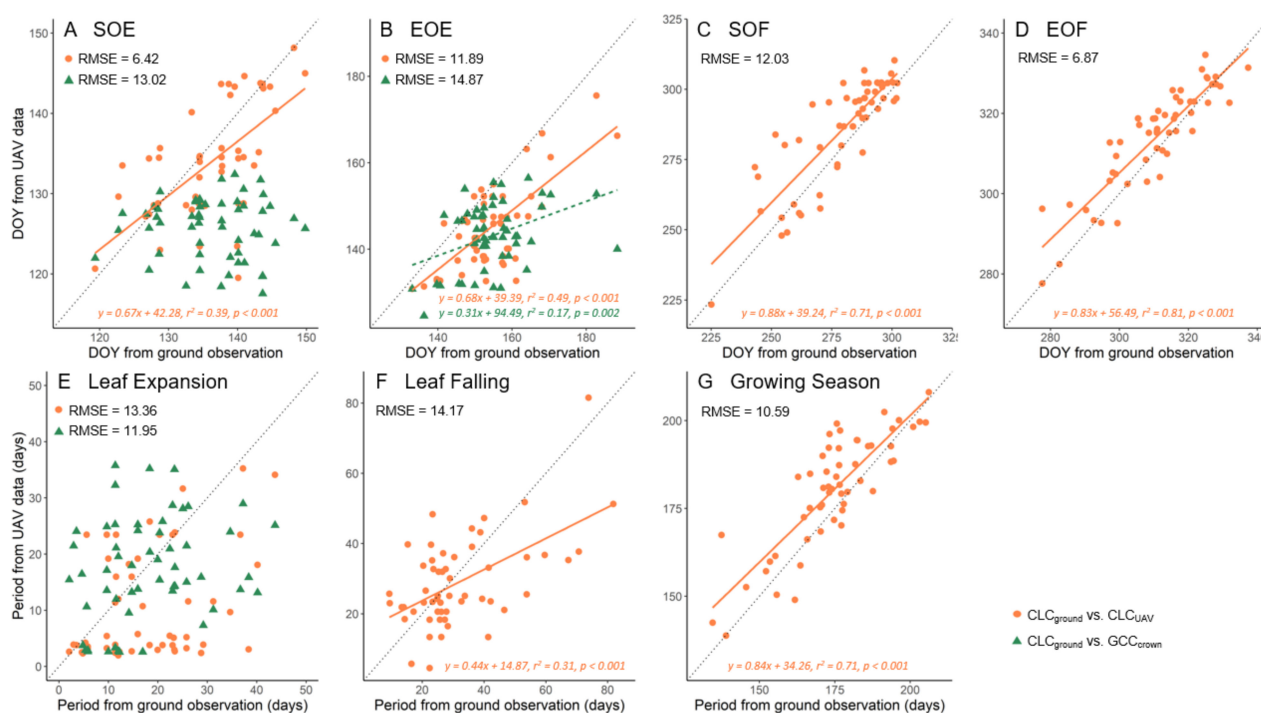 A SOE
RMSE = 6.42
RMSE = 13.02
150
140
130
120
120
130
140
150
y = 0.67x + 42.28, r² = 0.39, p < 0.001
DOY from ground observation
DOY from UAV data
B EOE
RMSE = 11.89
RMSE = 14.87
180
160
140
120
140
160
180
y = 0.68x + 39.39, r² = 0.49, p < 0.001
y = 0.31x + 94.49, r² = 0.17, p = 0.002
DOY from ground observation
C SOF
RMSE = 12.03
325
300
275
250
225
225
250
275
300
32
y = 0.88x + 39.24, r² = 0.71, p < 0.001
DOY from ground observation
D EOF
RMSE = 6.87
340
320
300
280
280
300
320
340
y = 0.83x + 56.49, r² = 0.81, p < 0.001
DOY from ground observation
E Leaf Expansion
RMSE = 13.36
RMSE = 11.95
50
40
30
20
10
0
0
10
20
30
40
50
Period from ground observation (days)
Period from UAV data (days)
F Leaf Falling
RMSE = 14.17
80
60
40
20
0
20
40
60
80
y = 0.44x + 14.87, r² = 0.31, p < 0.001
Period from ground observation (days)
G Growing Season
RMSE = 10.59
200
175
150
150
175
200
y = 0.84x + 34.26, r² = 0.71, p < 0.001
Period from ground observation (days)
CLCground vs. CLCUAV
CLCground vs. GCCcrown